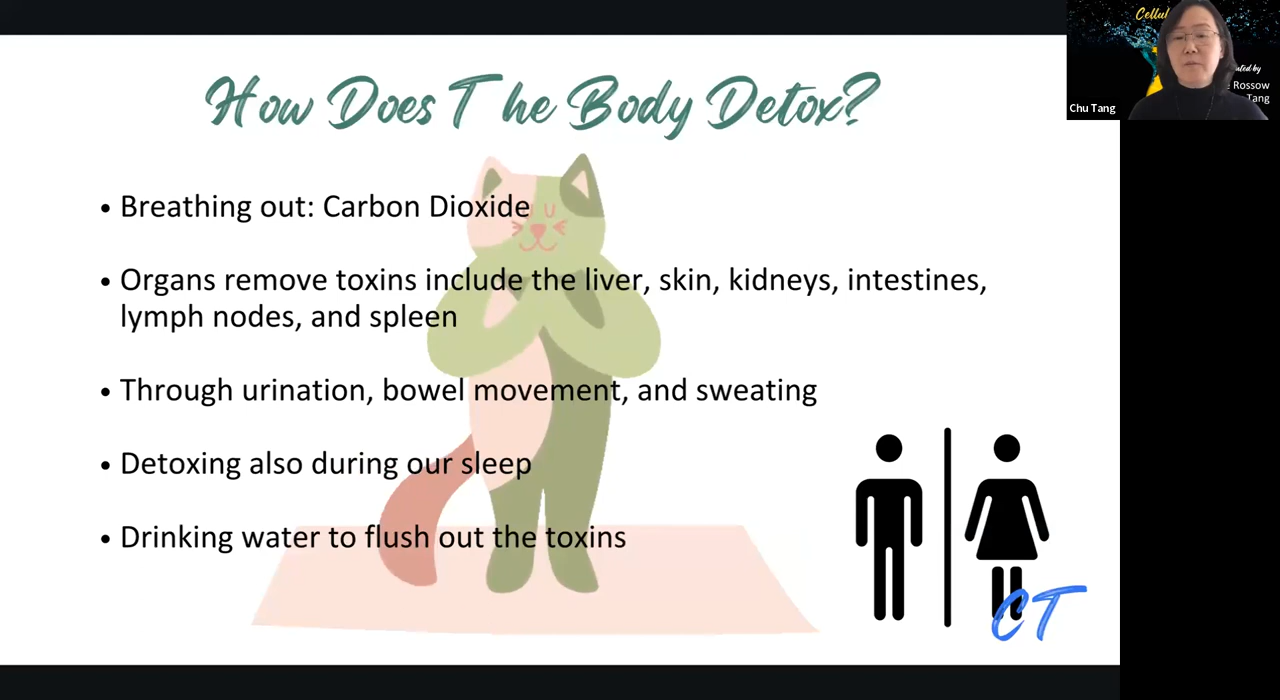 How Does T he Body Detox?
• Breathing out: Carbon Dioxide
• Organs remove toxins include the liver, skin, kidneys, intestines,
lymph nodes, and spleen
• Through urination, bowel movement, and sweating
• Detoxing also during our sleep
• Drinking water to flush out the toxins
CT
Rossow
Tang
Chu Tang